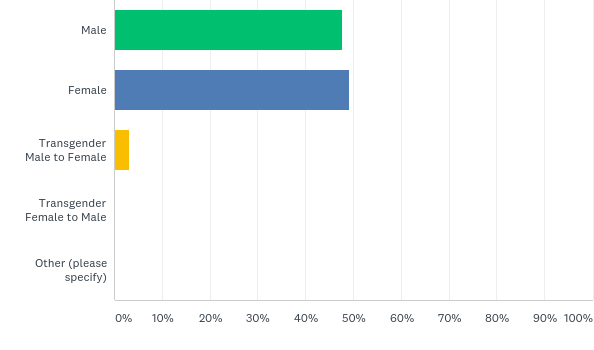 Male
Female
Transgender
Male to Female
Transgender
Female to Male
Other (please
specify)
0% 10% 20% 30% 40% 50% 60% 70% 80% 90% 100%